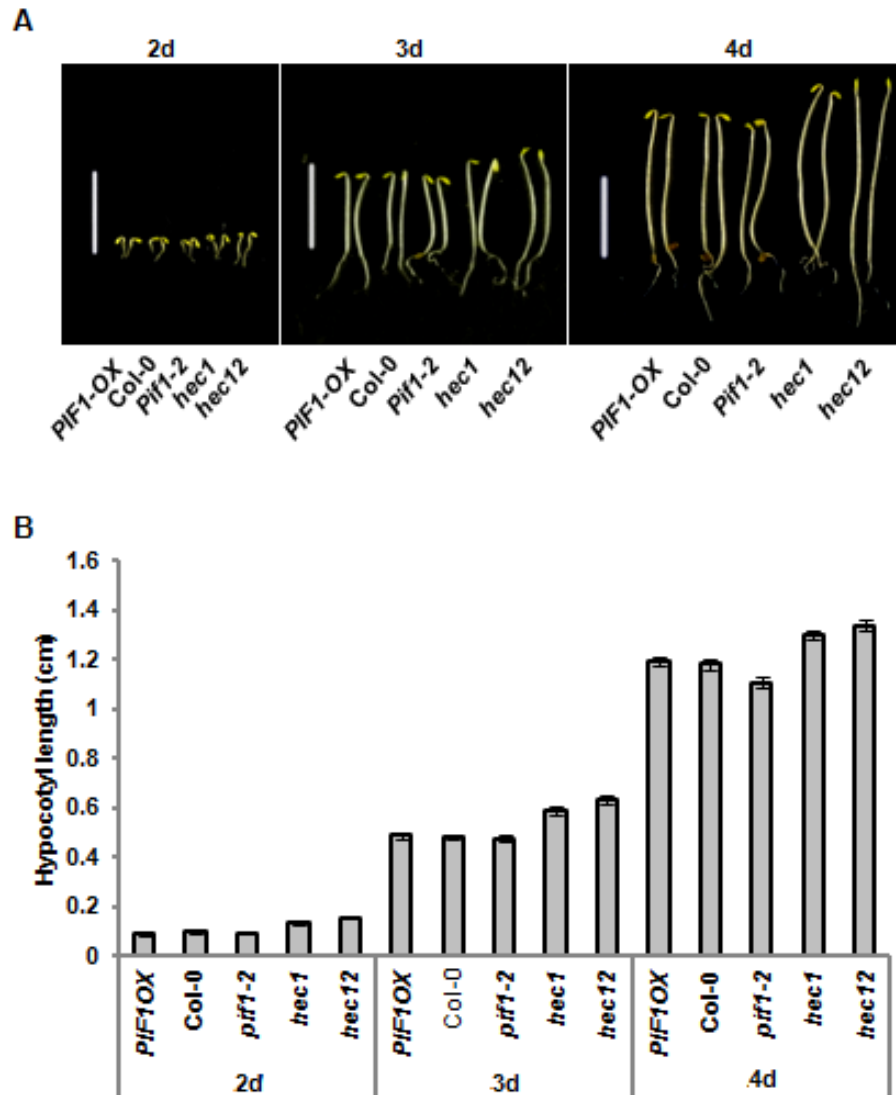 A
2d 3d 4d
PIF1-OX Col-0 Pif1-2 hec1 hec12 PIF1-OX Col-0 Pif1-2 hec1 hec12 PIF1-OX Col-0 Pif1-2 hec1 hec12
B
Hypocotyl length (cm)
1.6
1.4
1.2
1
0.8
0.6
0.4
0.2
0
PIF1OX Col-0 pif1-2 hec1 hec12 PIF1OX Col-0 pif1-2 hec1 hec12 PIF1OX Col-0 pif1-2 hec1 hec12
2d 3d 4d